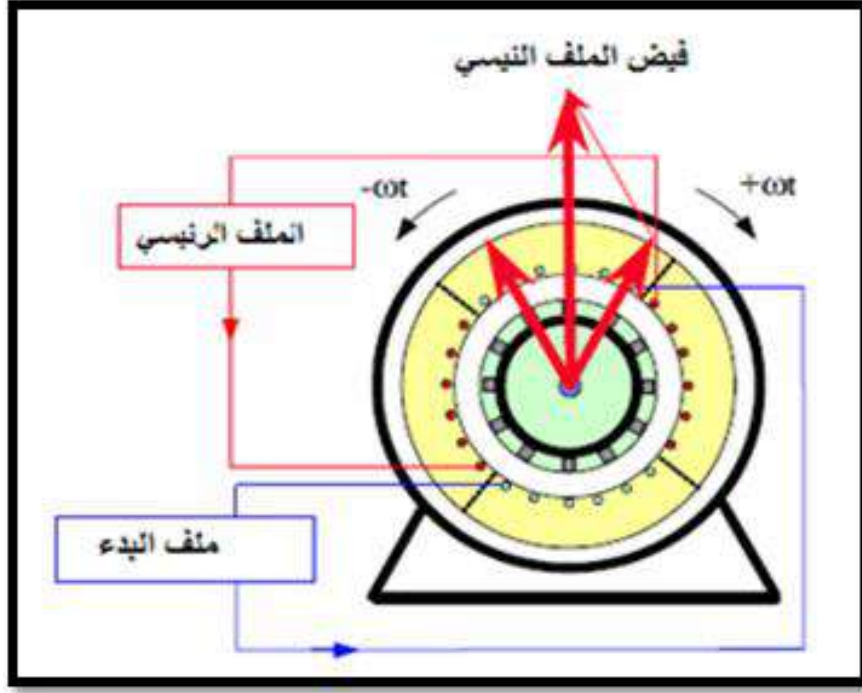 فيض الملف النيسي
-ωt
+ωt
الملف الرئيسي
ملف البدء